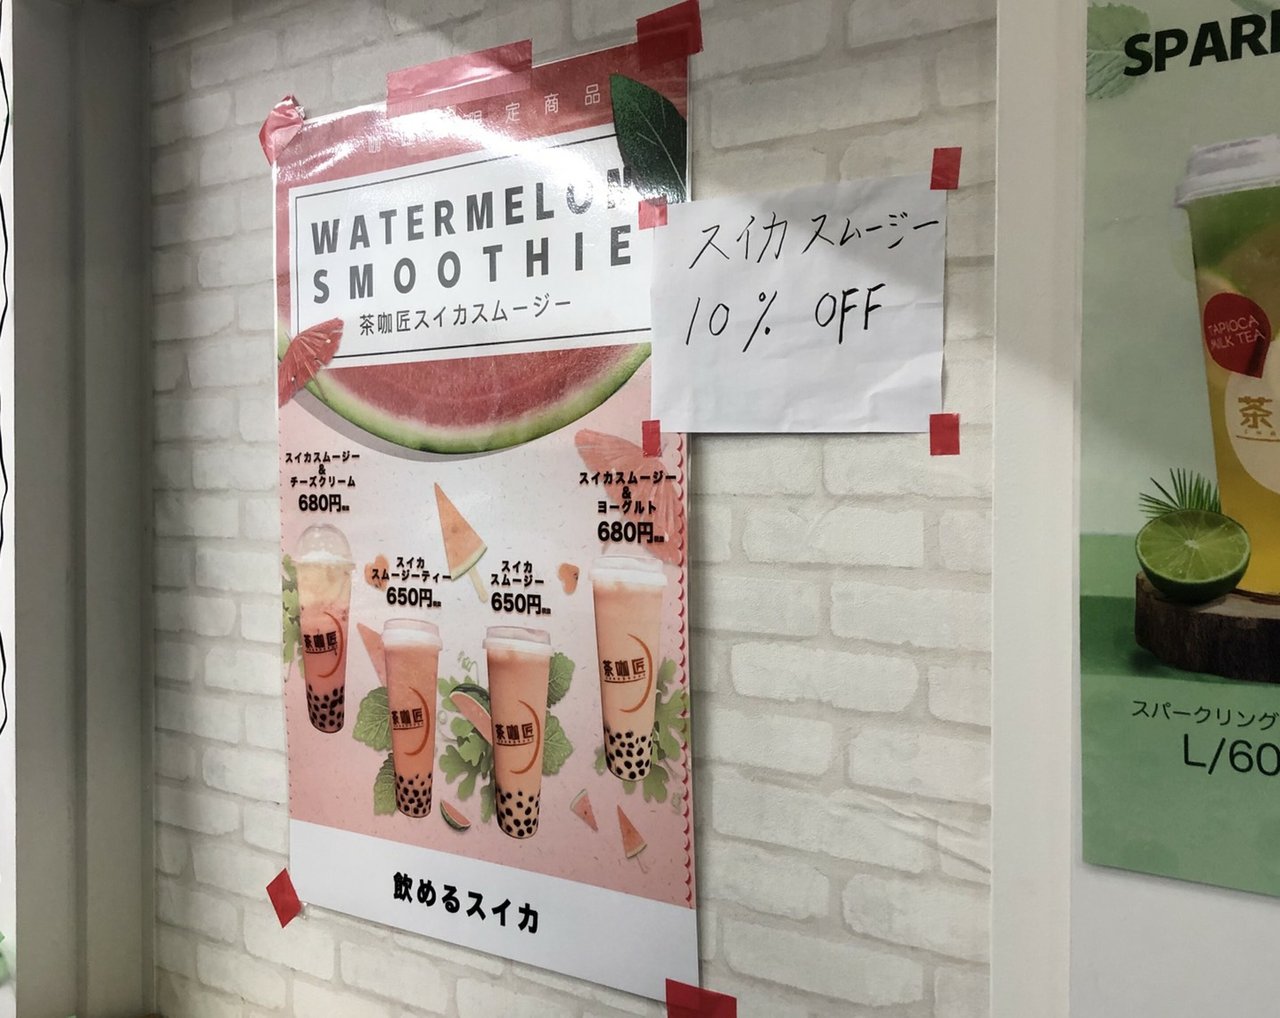 限定商品
WATERMELON
SMOOTHIE
茶咖匠スイカスムージー
スイカスムージー
10% OFF
スイカスムージー
&
チーズクリーム
680円
スイカ
スムージーティー
650円
スイカ
スムージー
650円
スイカスムージー
&
ヨーグルト
680円
茶咖匠
茶咖匠
茶咖匠
茶咖匠
飲めるスイカ
SPAR
TAPIOCA
MILK TEA
茶
スパークリング
L/60